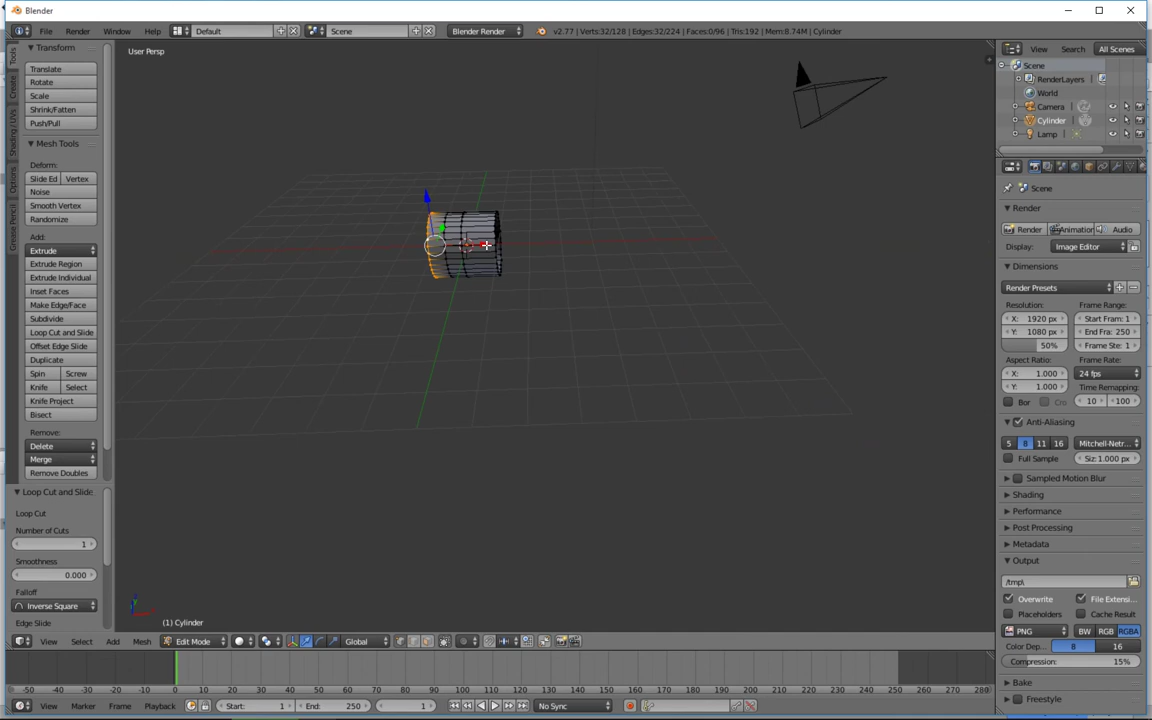 Blender
File Render Window Help Default Scene Blender Render v2.77 | Verts:32/128 | Edges:32/224 | Faces:0/96 | Tris:192 | Mem:8.74M | Cylinder
Tools
Create
Shading / UVs
Options
Grease Pencil
Transform
Translate
Rotate
Scale
Shrink/Fatten
Push/Pull
Mesh Tools
Deform:
Slide Ed Vertex
Noise
Smooth Vertex
Randomize
Add:
Extrude
Extrude Region
Extrude Individual
Inset Faces
Make Edge/Face
Subdivide
Loop Cut and Slide
Offset Edge Slide
Duplicate
Spin Screw
Knife Select
Knife Project
Bisect
Remove:
Delete
Merge
Remove Doubles
Loop Cut and Slide
Loop Cut
Number of Cuts
1
Smoothness
0.000
Falloff
Inverse Square
Edge Slide
User Persp
(1) Cylinder
View Select Add Mesh Edit Mode Global
View Search All Scenes
Scene
RenderLayers
World
Camera
Cylinder
Lamp
Scene
Render
Render Animation Audio
Display: Image Editor
Dimensions
Render Presets
Resolution: Frame Range:
X: 1920 px Start Fram: 1
Y: 1080 px End Fra: 250
50% Frame Ste: 1
Aspect Ratio: Frame Rate:
X: 1.000 24 fps
Y: 1.000 Time Remapping:
Bor Cro 10 100
Anti-Aliasing
5 8 11 16 Mitchell-Netr...
Full Sample Siz: 1.000 px
Sampled Motion Blur
Shading
Performance
Post Processing
Metadata
Output
/tmp\
Overwrite File Extensi...
Placeholders Cache Result
PNG BW RGB RGBA
Color Dep... 8 16
Compression: 15%
Bake
Freestyle
-50 -40 -30 -20 -10 0 10 20 30 40 50 60 70 80 90 100 110 120 130 140 150 160 170 180 190 200 210 220 230 240 250 260 270 280
View Marker Frame Playback Start: 1 End: 250 1 No Sync